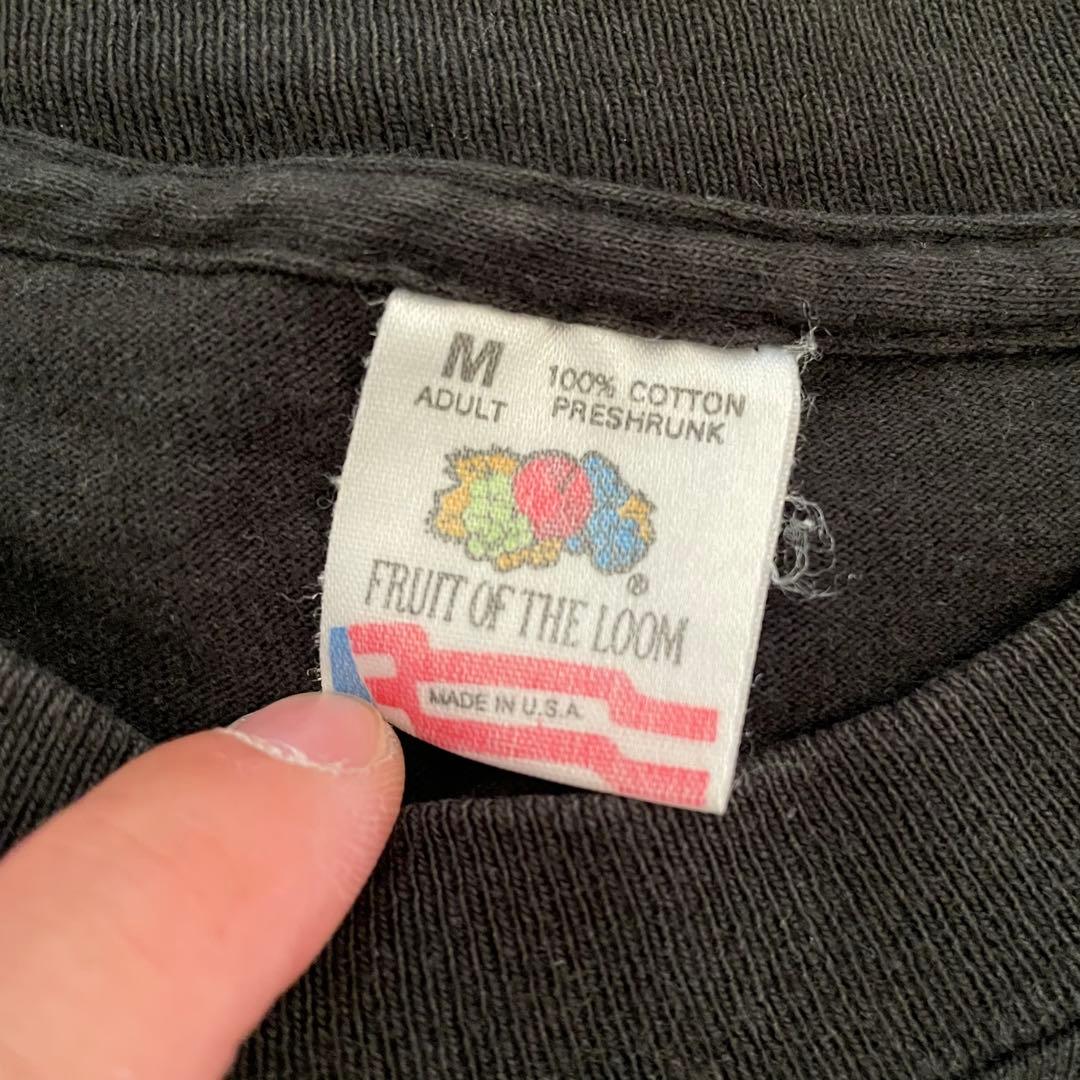 M
ADULT
100% COTTON
PRESHRUNK
®
FRUIT OF THE LOOM
MADE IN U.S.A.